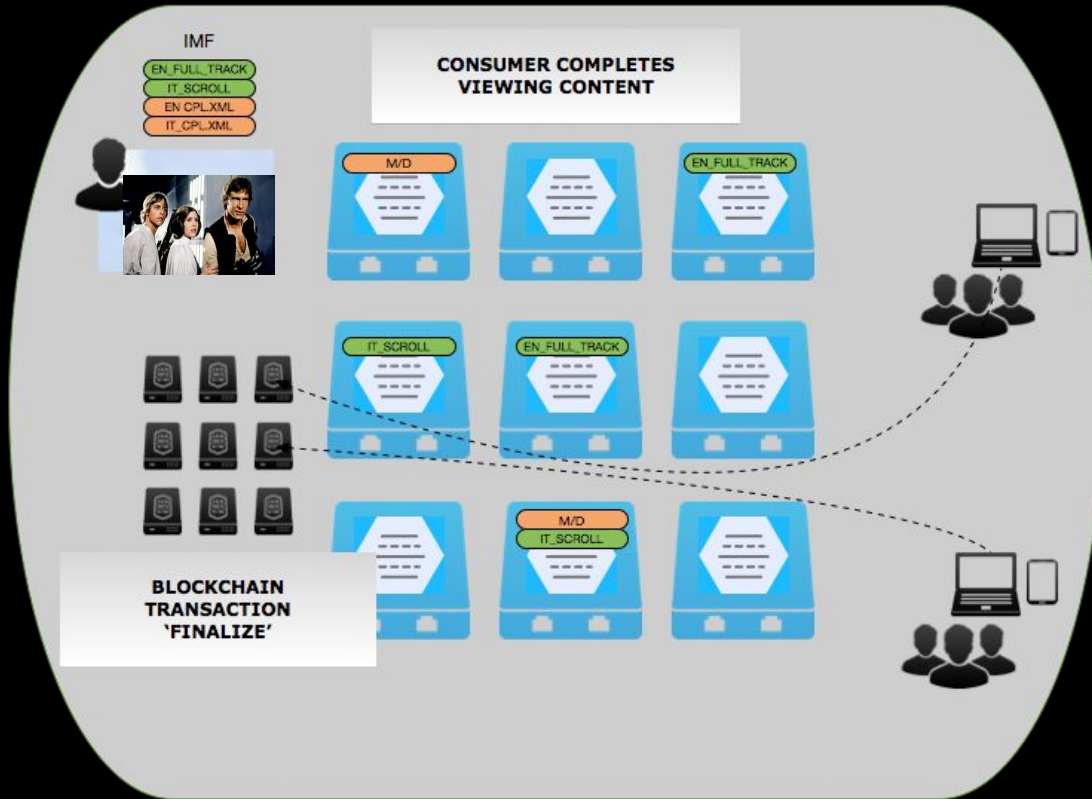 IMF
EN_FULL_TRACK
IT_SCROLL
EN CPL.XML
IT_CPL.XML
CONSUMER COMPLETES
VIEWING CONTENT
M/D
EN_FULL_TRACK
IT_SCROLL
EN_FULL_TRACK
M/D
IT_SCROLL
BLOCKCHAIN
TRANSACTION
‘FINALIZE’